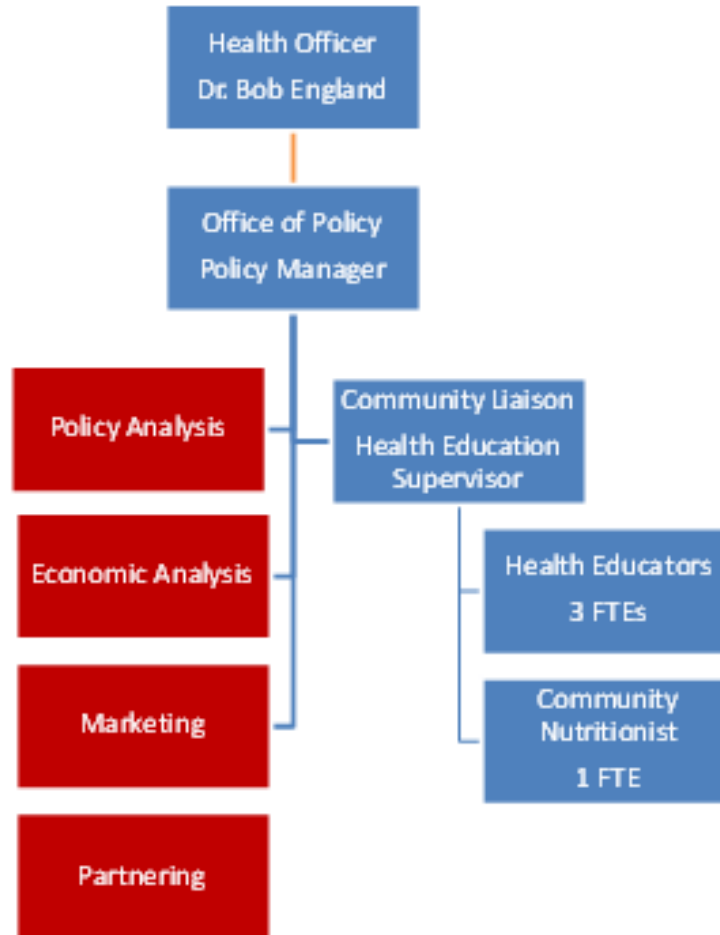 Health Officer
Dr. Bob England
Office of Policy
Policy Manager
Policy Analysis
Community Liaison
Health Education
Supervisor
Economic Analysis
Health Educators
3 FTEs
Marketing
Community
Nutritionist
1 FTE
Partnering